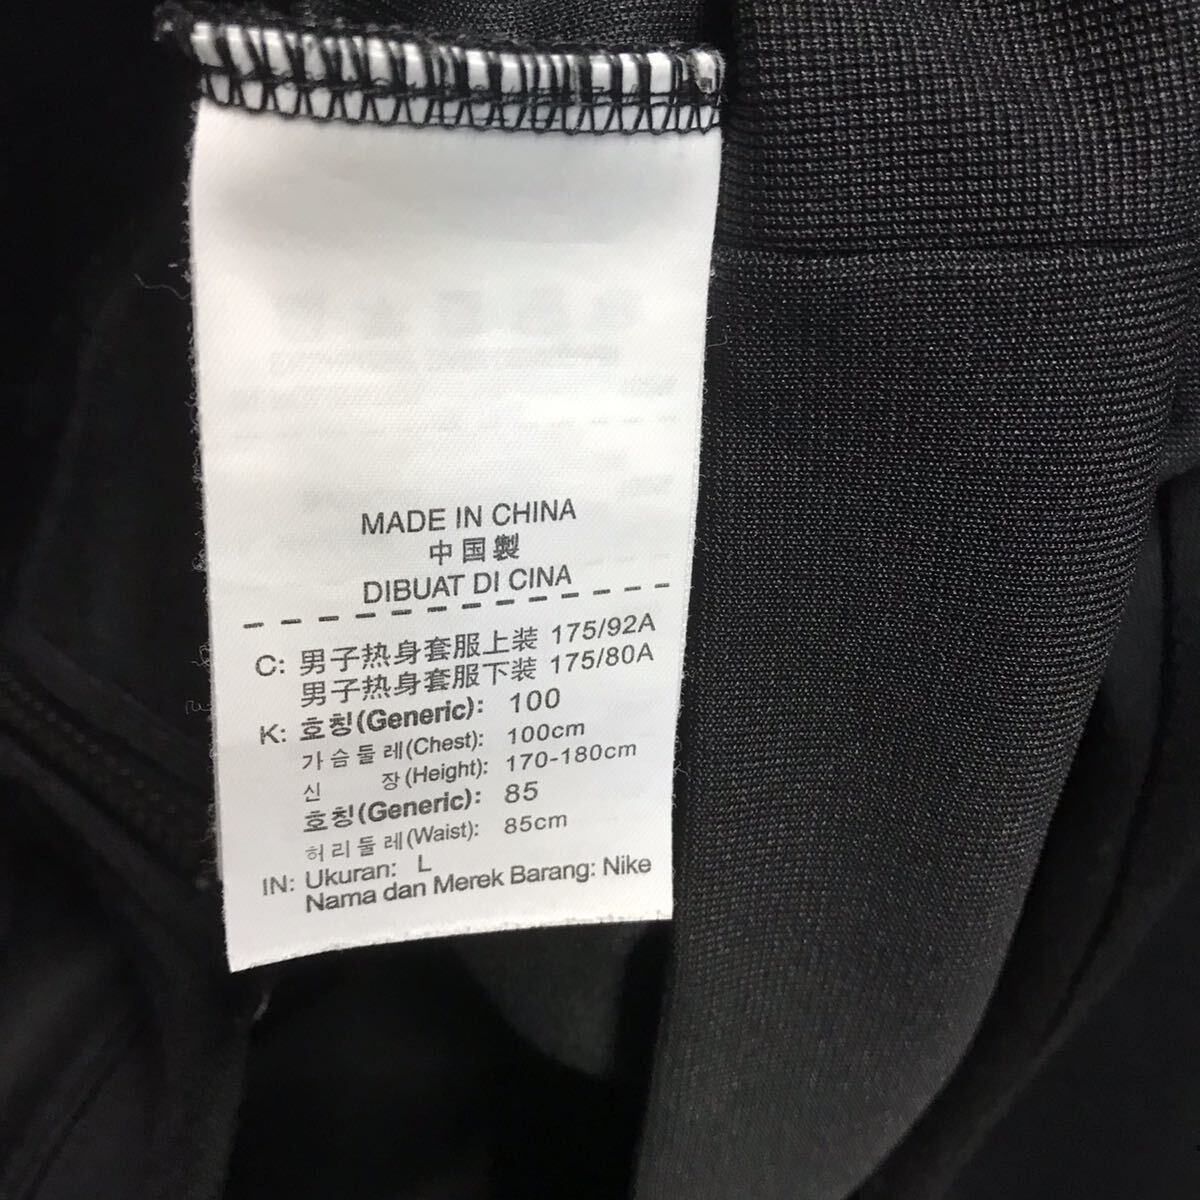 MADE IN CHINA
中国製
DIBUAT DI CINA
C: 男子热身套服上装 175/92A
男子热身套服下装 175/80A
K: 호칭(Generic): 100
가슴둘레(Chest): 100cm
신 장(Height): 170-180cm
호칭(Generic): 85
허리둘레(Waist): 85cm
IN: Ukuran: L
Nama dan Merek Barang: Nike